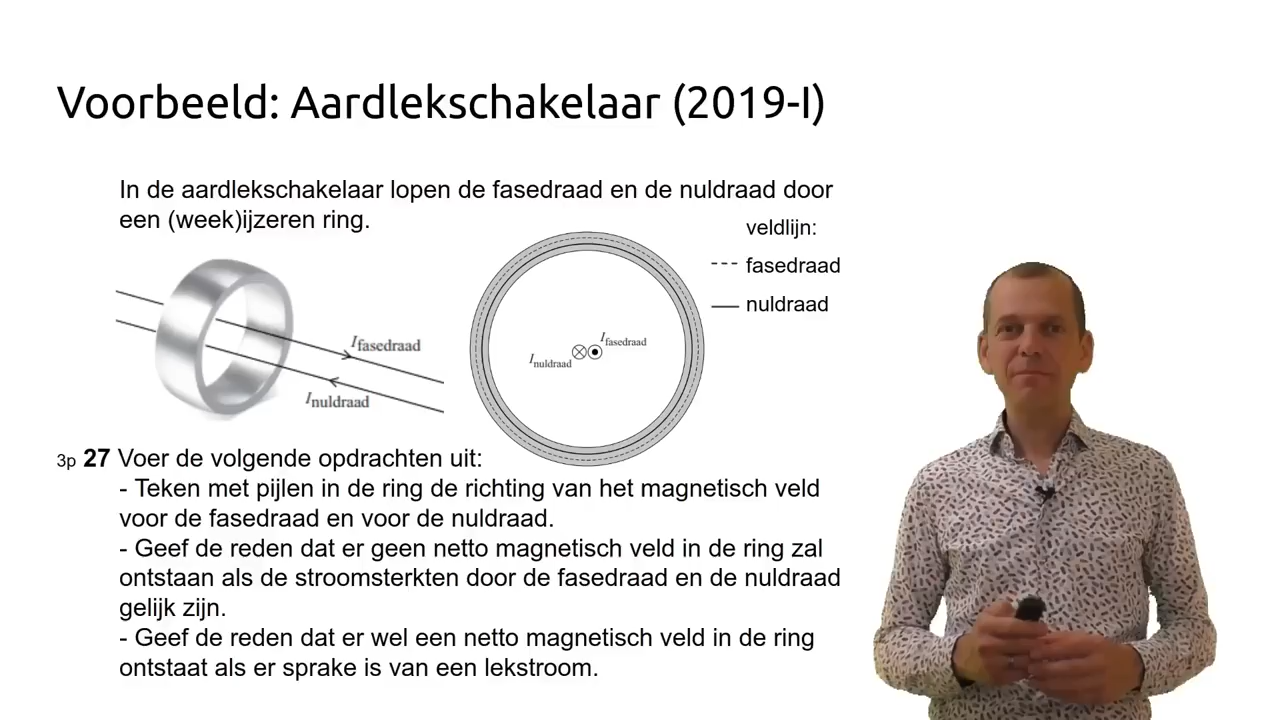 Voorbeeld: Aardlekschakelaar (2019-I)
In de aardlekschakelaar lopen de fasedraad en de nuldraad door
een (week)ijzeren ring.
veldlijn:
--- fasedraad
— nuldraad
Ifasedraad
Inuldraad
Ifasedraad
Inuldraad
3p 27 Voer de volgende opdrachten uit:
- Teken met pijlen in de ring de richting van het magnetisch veld
voor de fasedraad en voor de nuldraad.
- Geef de reden dat er geen netto magnetisch veld in de ring zal
ontstaan als de stroomsterkten door de fasedraad en de nuldraad
gelijk zijn.
- Geef de reden dat er wel een netto magnetisch veld in de ring
ontstaat als er sprake is van een lekstroom.